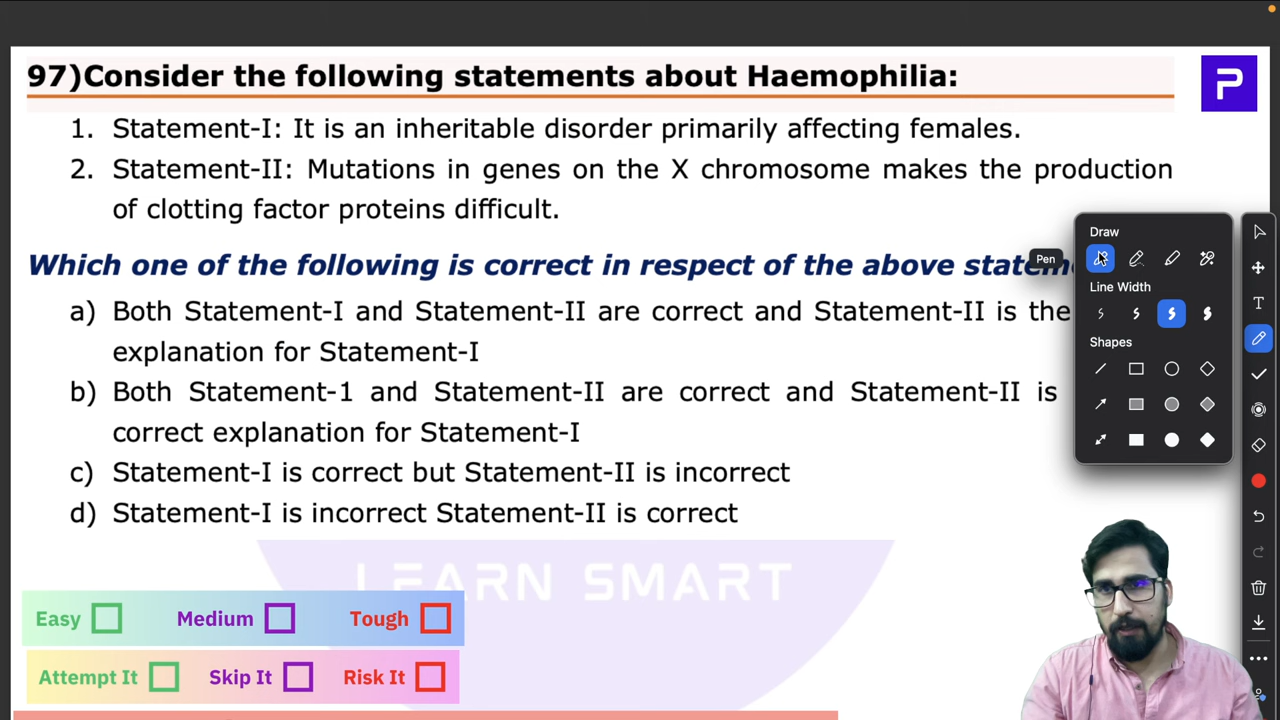 97)Consider the following statements about Haemophilia:
P
1. Statement-I: It is an inheritable disorder primarily affecting females.
2. Statement-II: Mutations in genes on the X chromosome makes the production
of clotting factor proteins difficult.
Which one of the following is correct in respect of the above
Pen
Draw
Line Width
Shapes
a) Both Statement-I and Statement-II are correct and Statement-II is the
explanation for Statement-I
b) Both Statement-1 and Statement-II are correct and Statement-II is
correct explanation for Statement-I
c) Statement-I is correct but Statement-II is incorrect
d) Statement-I is incorrect Statement-II is correct
LEARN SMART
Easy Medium Tough
Attempt It Skip It Risk It